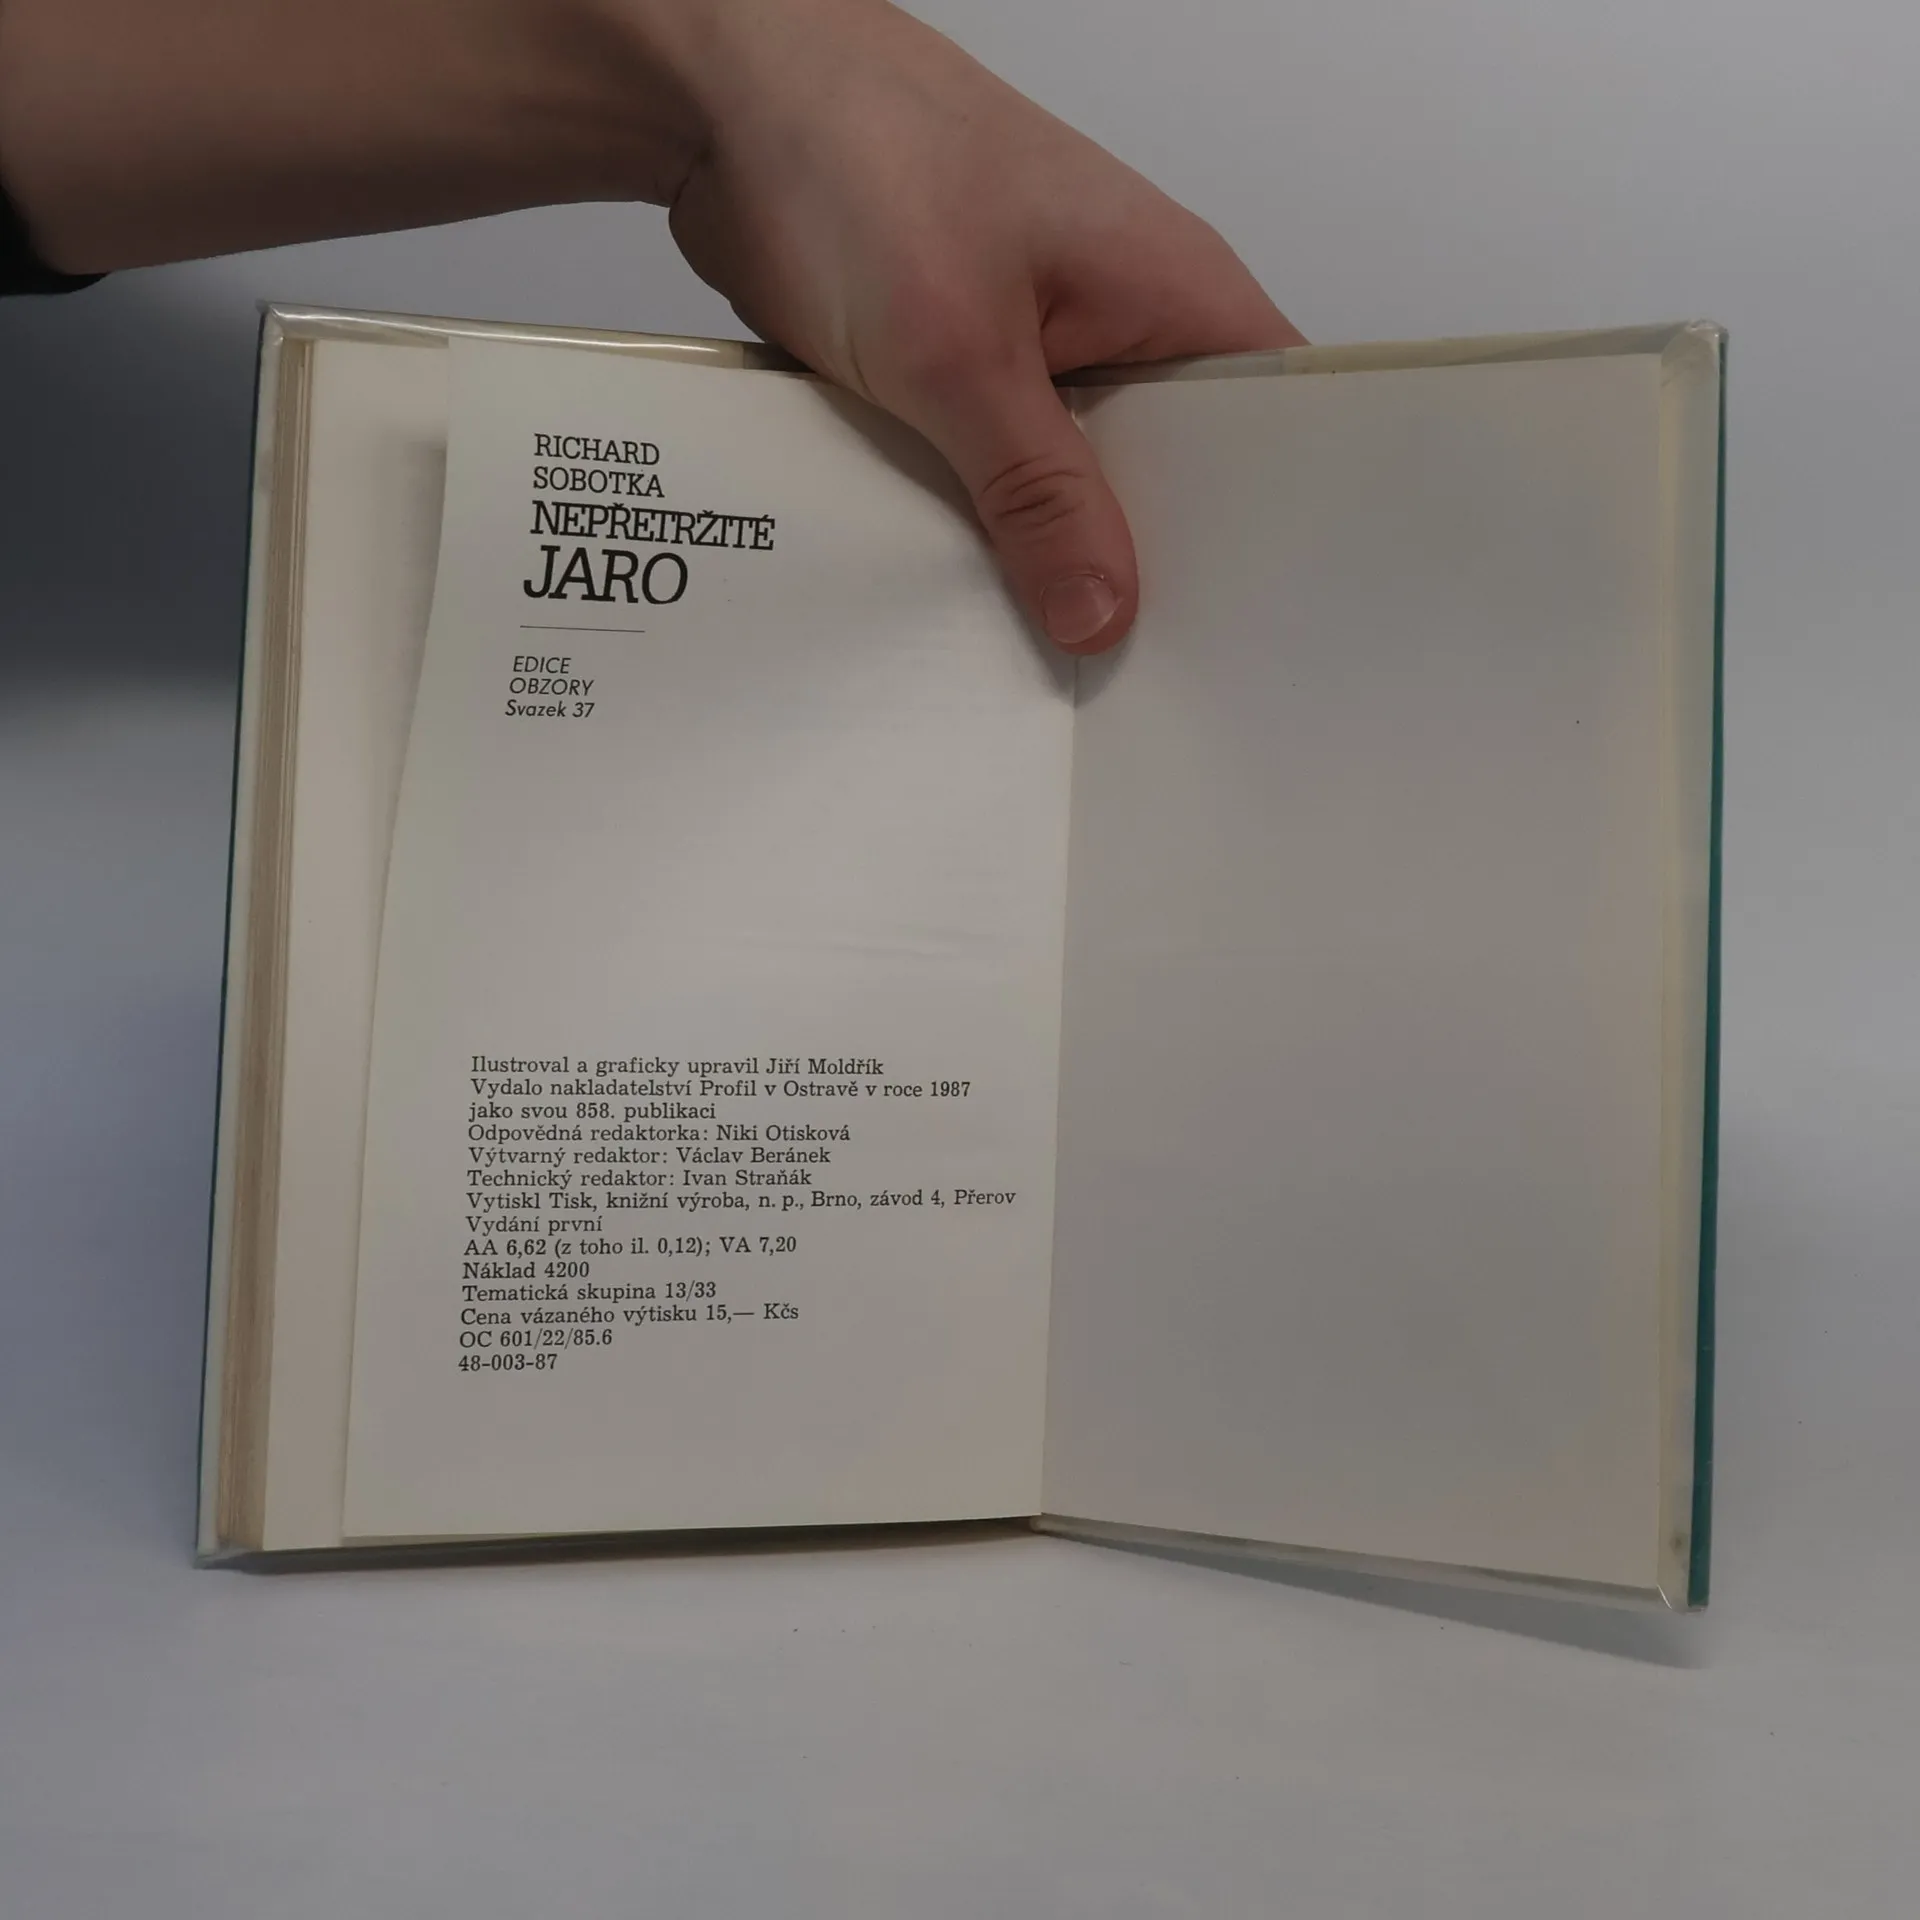 RICHARD
SOBOTKA
NEPŘETRŽITÉ
JARO
EDICE
OBZORY
Svazek 37
Ilustroval a graficky upravil Jiří Moldřík
Vydalo nakladatelství Profil v Ostravě v roce 1987
jako svou 858. publikaci
Odpovědná redaktorka: Niki Otisková
Výtvarný redaktor: Václav Beránek
Technický redaktor: Ivan Straňák
Vytiskl Tisk, knižní výroba, n. p., Brno, závod 4, Přerov
Vydání první
AA 6,62 (z toho il. 0,12); VA 7,20
Náklad 4200
Tematická skupina 13/33
Cena vázaného výtisku 15,— Kčs
OC 601/22/85.6
48-003-87